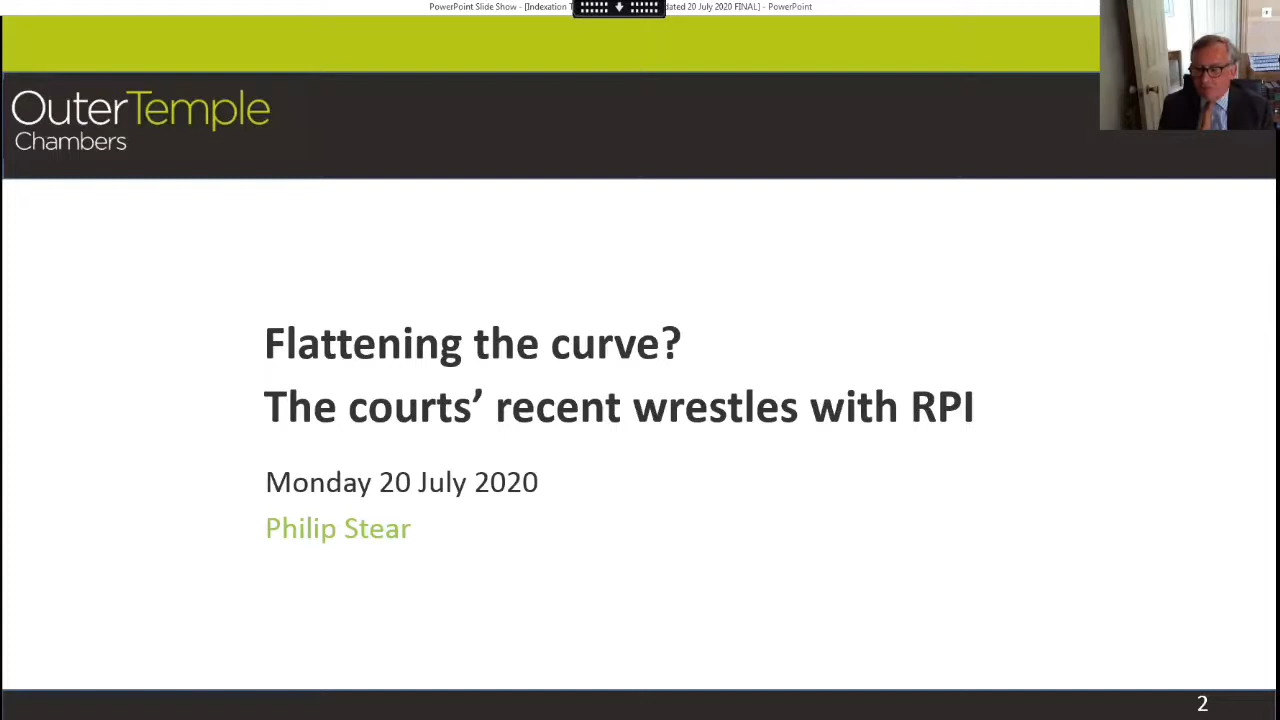 PowerPoint Slide Show - [Indexation T dated 20 July 2020 FINAL] - PowerPoint
OuterTemple
Chambers
Flattening the curve?
The courts’ recent wrestles with RPI
Monday 20 July 2020
Philip Stear
2